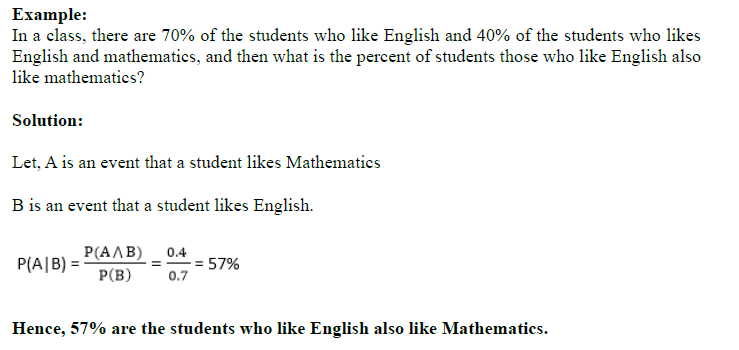 Example:
In a class, there are 70% of the students who like English and 40% of the students who likes
English and mathematics, and then what is the percent of students those who like English also
like mathematics?
Solution:
Let, A is an event that a student likes Mathematics
B is an event that a student likes English.
P(A|B) = P(A⋀B) / P(B) = 0.4 / 0.7 = 57%
Hence, 57% are the students who like English also like Mathematics.